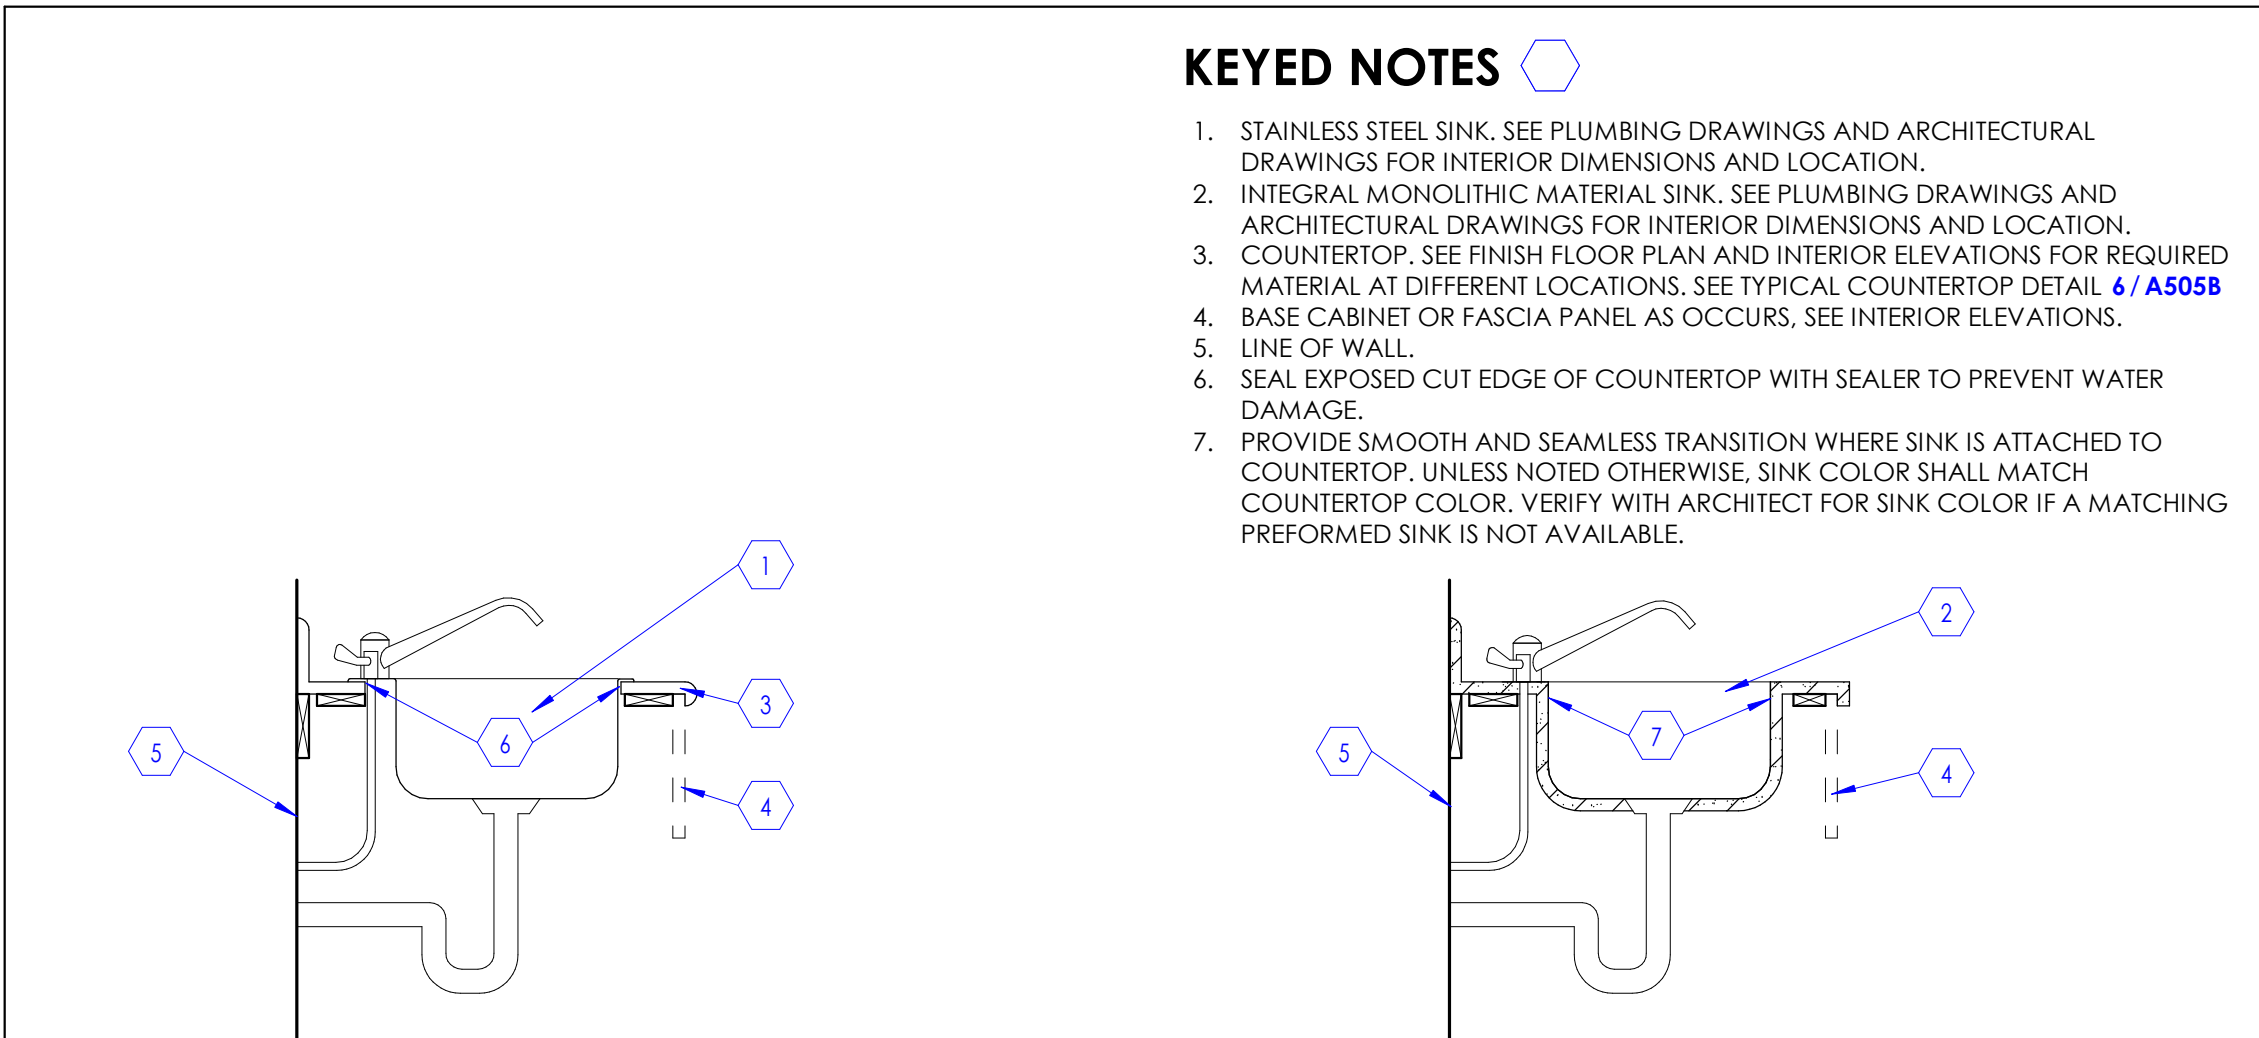 KEYED NOTES
1. STAINLESS STEEL SINK. SEE PLUMBING DRAWINGS AND ARCHITECTURAL
DRAWINGS FOR INTERIOR DIMENSIONS AND LOCATION.
2. INTEGRAL MONOLITHIC MATERIAL SINK. SEE PLUMBING DRAWINGS AND
ARCHITECTURAL DRAWINGS FOR INTERIOR DIMENSIONS AND LOCATION.
3. COUNTERTOP. SEE FINISH FLOOR PLAN AND INTERIOR ELEVATIONS FOR REQUIRED
MATERIAL AT DIFFERENT LOCATIONS. SEE TYPICAL COUNTERTOP DETAIL 6 / A505B
4. BASE CABINET OR FASCIA PANEL AS OCCURS, SEE INTERIOR ELEVATIONS.
5. LINE OF WALL.
6. SEAL EXPOSED CUT EDGE OF COUNTERTOP WITH SEALER TO PREVENT WATER
DAMAGE.
7. PROVIDE SMOOTH AND SEAMLESS TRANSITION WHERE SINK IS ATTACHED TO
COUNTERTOP. UNLESS NOTED OTHERWISE, SINK COLOR SHALL MATCH
COUNTERTOP COLOR. VERIFY WITH ARCHITECT FOR SINK COLOR IF A MATCHING
PREFORMED SINK IS NOT AVAILABLE.
1
3
6
5
4
2
7
5
4